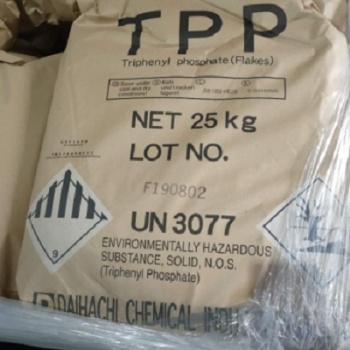 TPP
Triphenyl phosphate(Flakes)
NET 25 kg
LOT NO.
F190802
UN 3077
ENVIRONMENTALLY HAZARDOUS
SUBSTANCE, SOLID, N.O.S.
(Triphenyl Phosphate)
9
DAIHACHI CHEMICAL